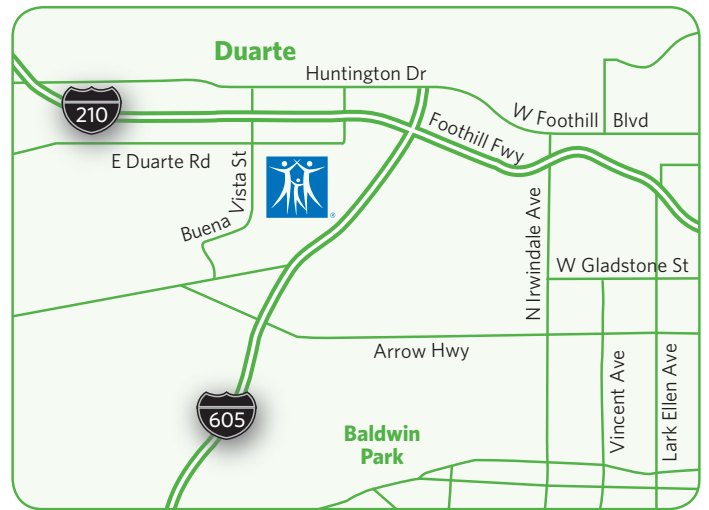 Duarte
Huntington Dr
210
W Foothill Blvd
Foothill Fwy
E Duarte Rd
Buena Vista St
®
N Irwindale Ave
W Gladstone St
Arrow Hwy
Vincent Ave
Lark Ellen Ave
605
Baldwin
Park